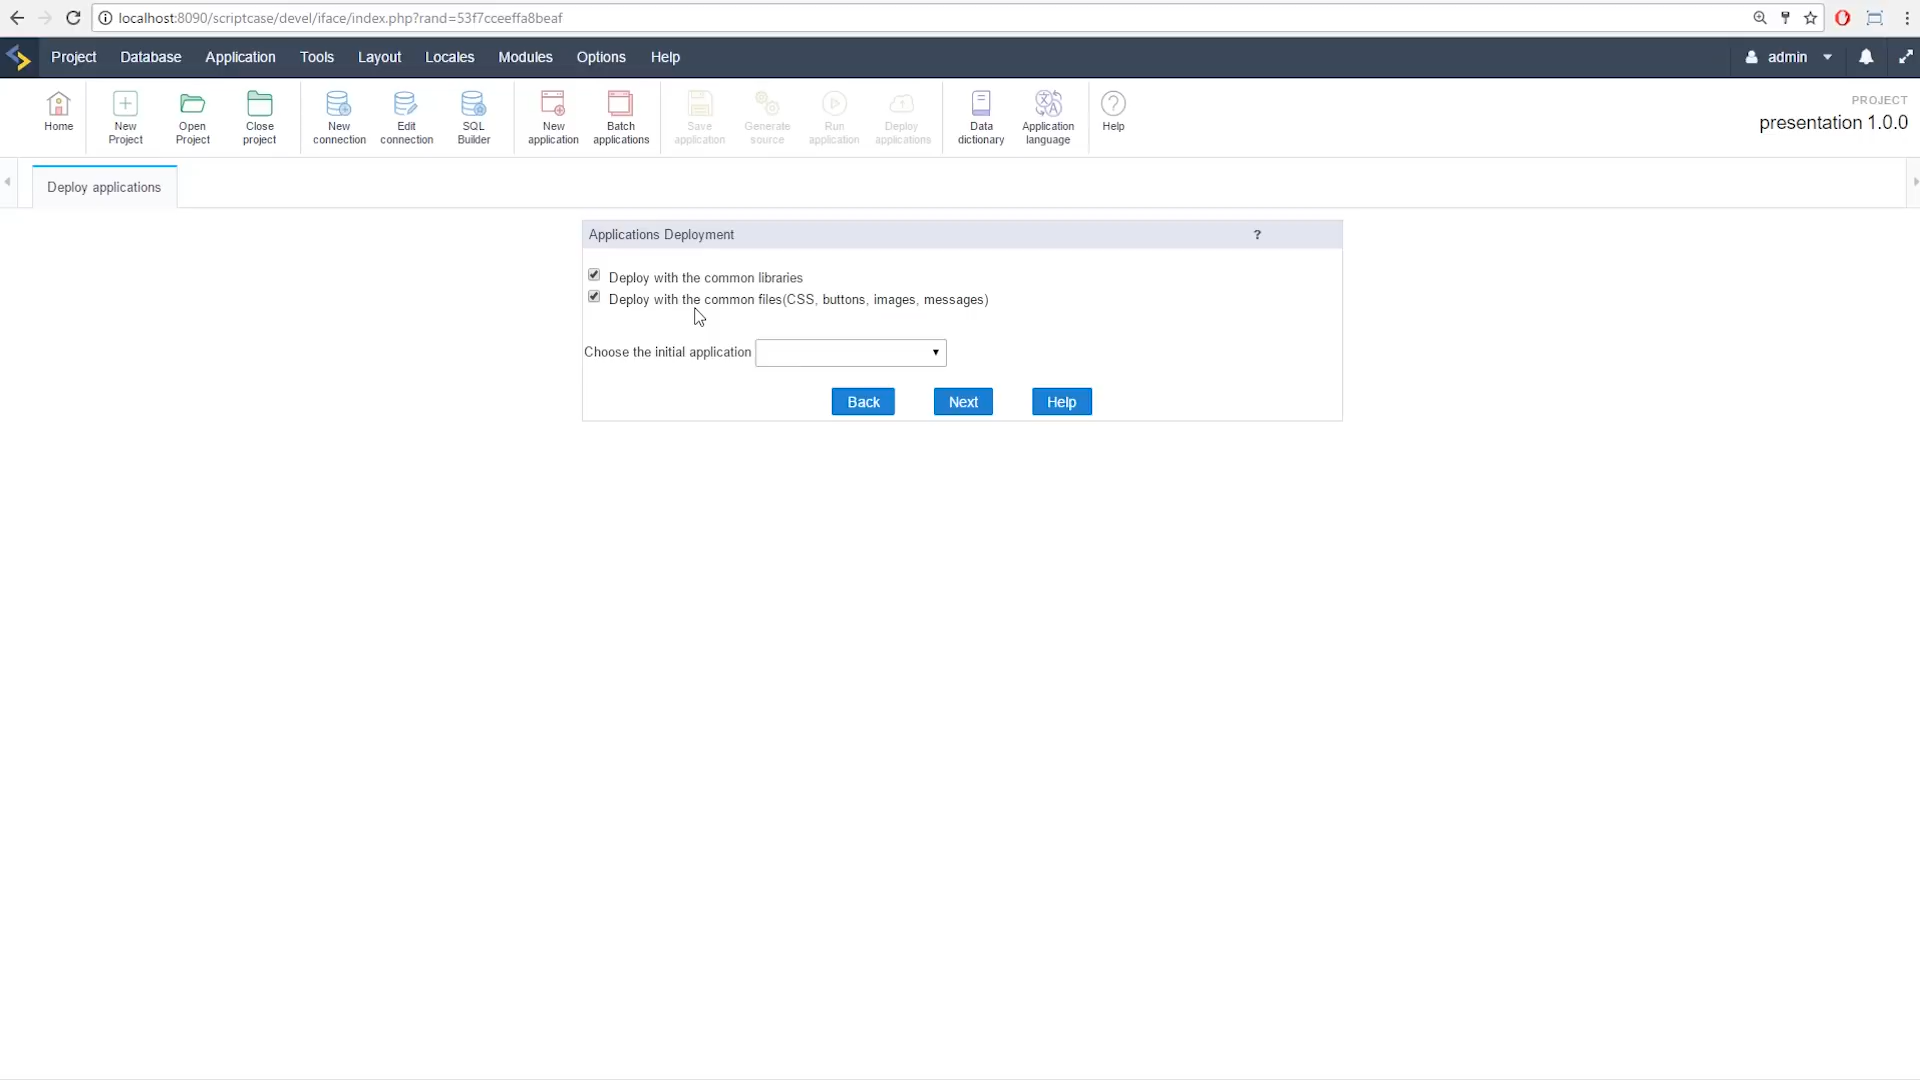 localhost:8090/scriptcase/devel/iface/index.php?rand=53f7cceeffa8beaf
Project Database Application Tools Layout Locales Modules Options Help admin
Home
New Project
Open Project
Close project
New connection
Edit connection
SQL Builder
New application
Batch applications
Save application
Generate source
Run application
Deploy applications
Data dictionary
Application language
Help
PROJECT
presentation 1.0.0
Deploy applications
Applications Deployment ?
Deploy with the common libraries
Deploy with the common files(CSS, buttons, images, messages)
Choose the initial application
Back Next Help